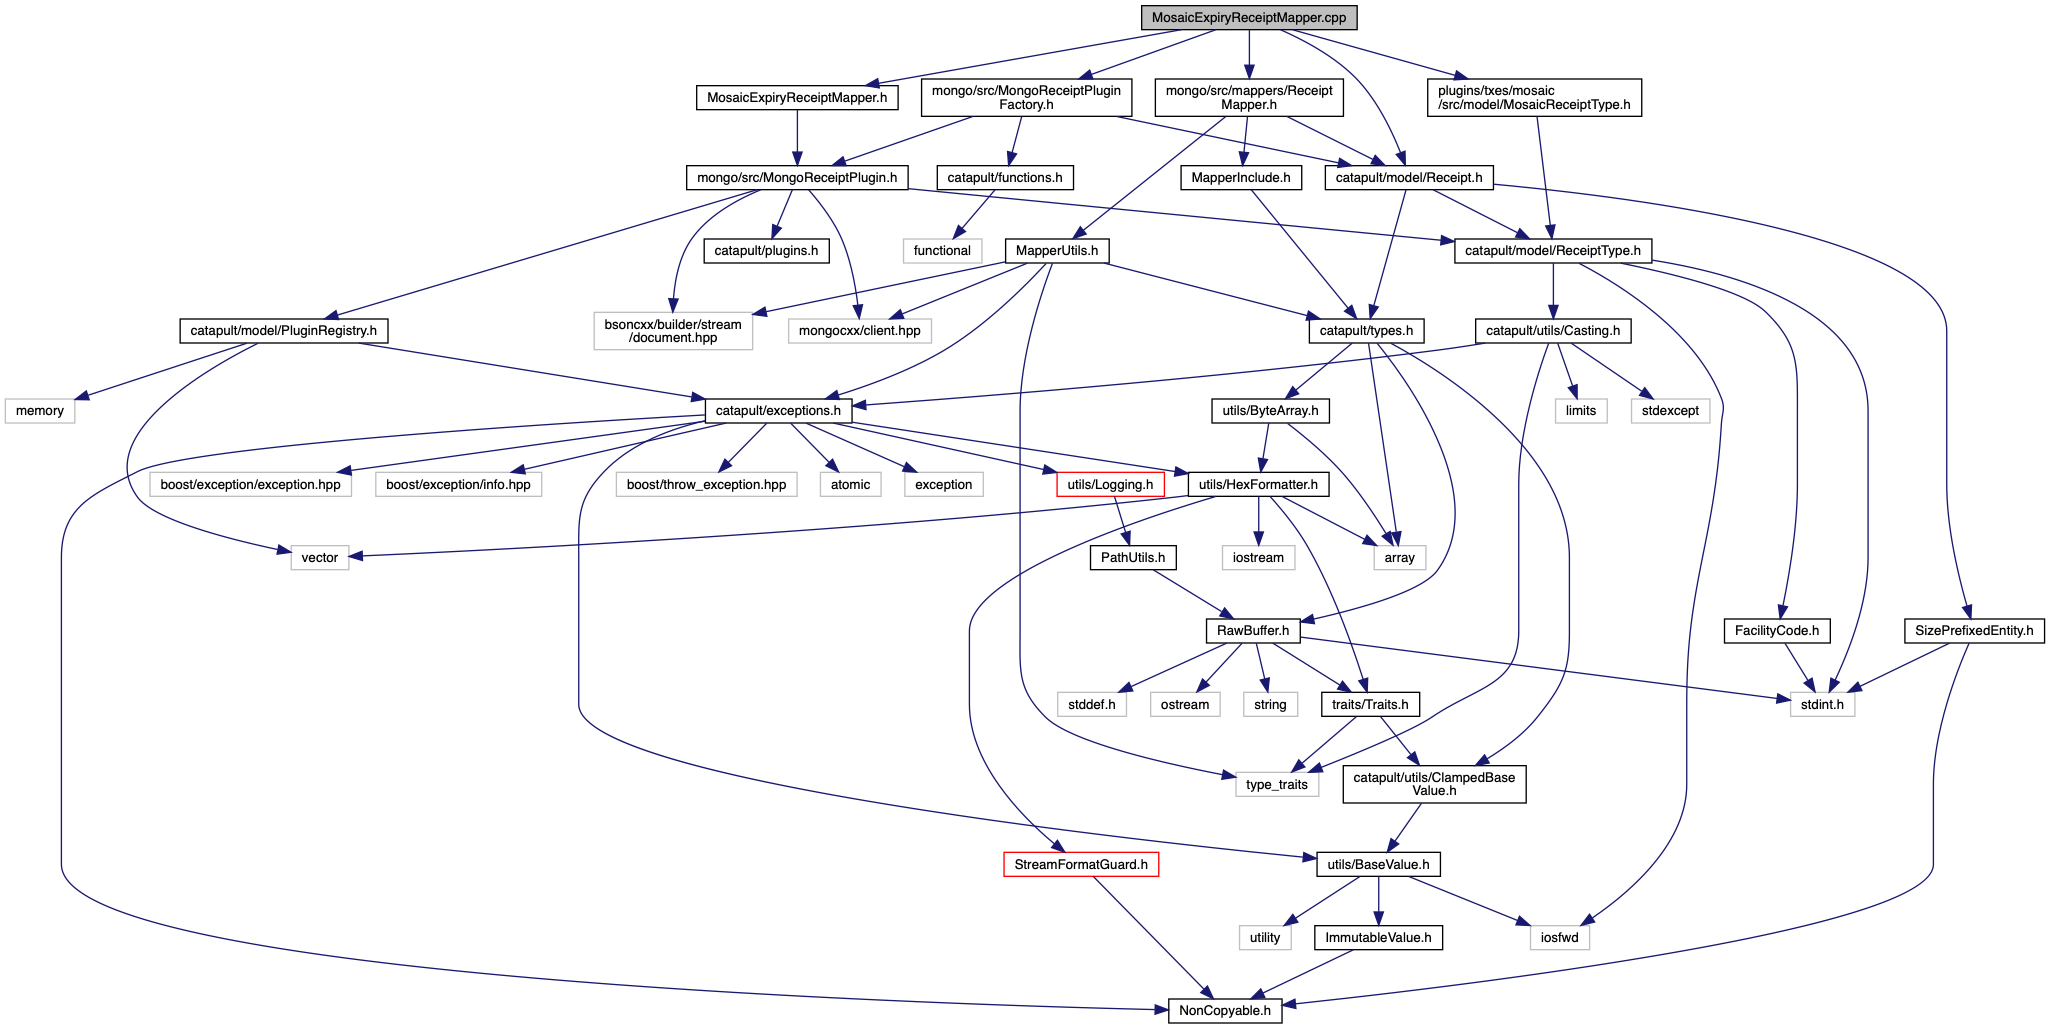 MosaicExpiryReceiptMapper.cpp
MosaicExpiryReceiptMapper.h
mongo/src/MongoReceiptPlugin
Factory.h
mongo/src/mappers/Receipt
Mapper.h
plugins/txes/mosaic
/src/model/MosaicReceiptType.h
mongo/src/MongoReceiptPlugin.h
catapult/functions.h
MapperInclude.h
catapult/model/Receipt.h
catapult/plugins.h
functional
MapperUtils.h
catapult/model/ReceiptType.h
catapult/model/PluginRegistry.h
bsoncxx/builder/stream
/document.hpp
mongocxx/client.hpp
catapult/types.h
catapult/utils/Casting.h
memory
catapult/exceptions.h
utils/ByteArray.h
limits
stdexcept
boost/exception/exception.hpp
boost/exception/info.hpp
boost/throw_exception.hpp
atomic
exception
utils/Logging.h
utils/HexFormatter.h
vector
PathUtils.h
iostream
array
RawBuffer.h
FacilityCode.h
SizePrefixedEntity.h
stddef.h
ostream
string
traits/Traits.h
stdint.h
type_traits
catapult/utils/ClampedBase
Value.h
StreamFormatGuard.h
utils/BaseValue.h
utility
ImmutableValue.h
iosfwd
NonCopyable.h